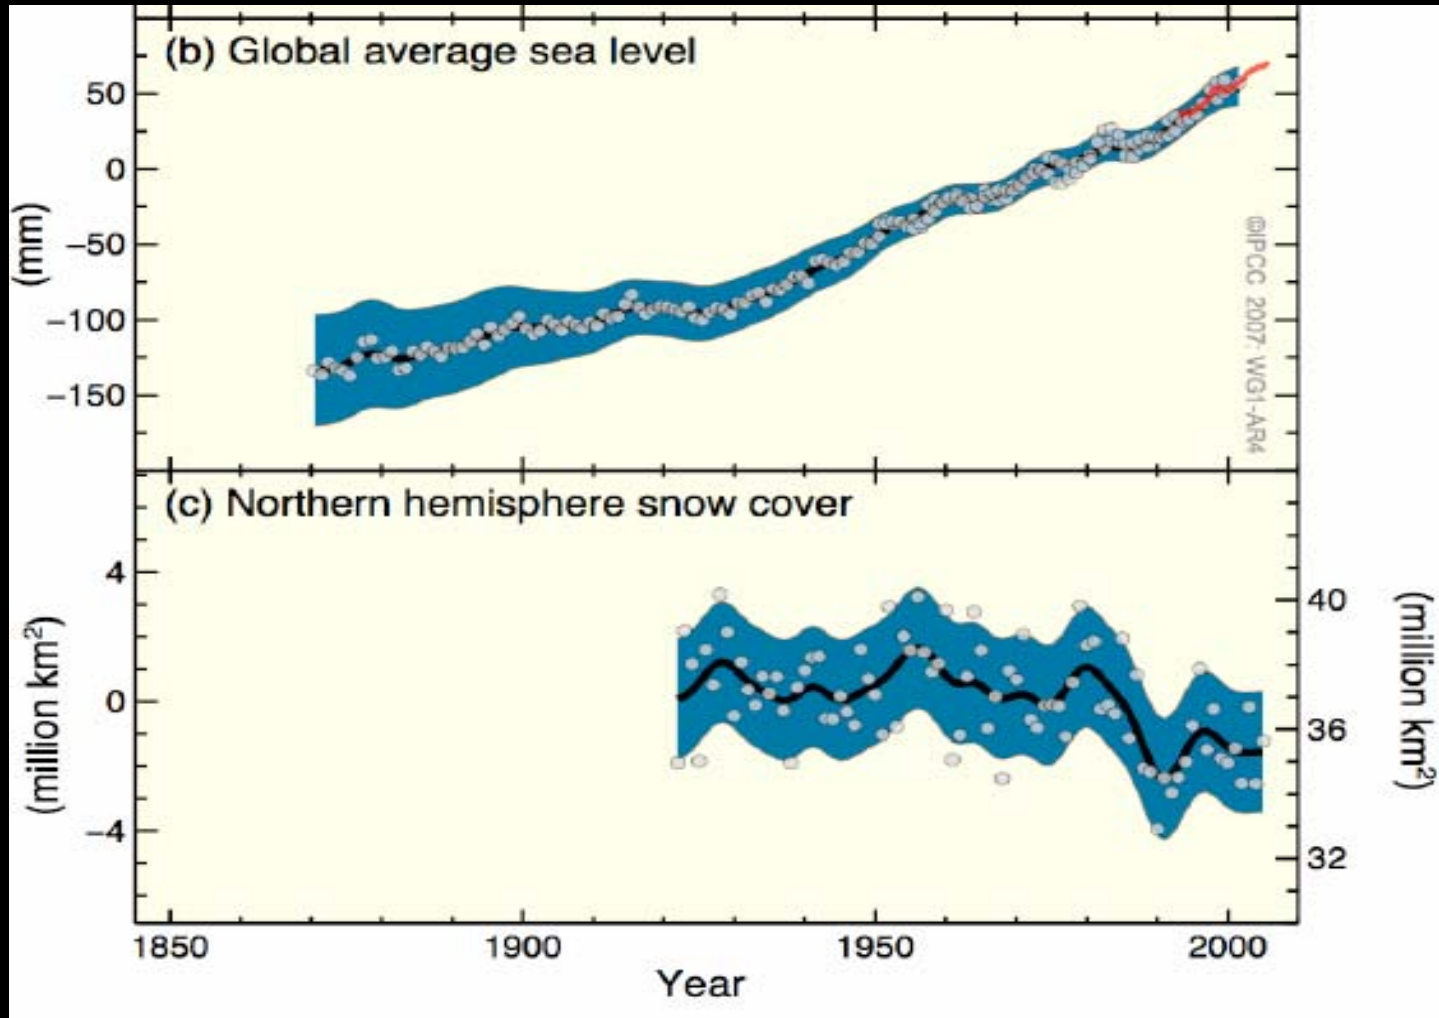 (b) Global average sea level
50
0
−50
−100
−150
(mm)
©IPCC 2007: WG1-AR4
(c) Northern hemisphere snow cover
4
0
−4
(million km²)
40
36
32
(million km²)
1850 1900 1950 2000
Year